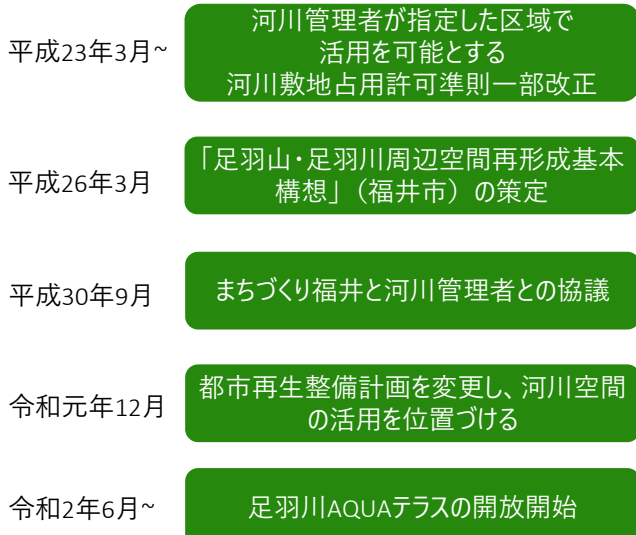 平成23年3月~
河川管理者が指定した区域で
活用を可能とする
河川敷地占用許可準則一部改正
平成26年3月
「足羽山・足羽川周辺空間再形成基本
構想」（福井市）の策定
平成30年9月
まちづくり福井と河川管理者との協議
令和元年12月
都市再生整備計画を変更し、河川空間
の活用を位置づける
令和2年6月~
足羽川AQUAテラスの開放開始